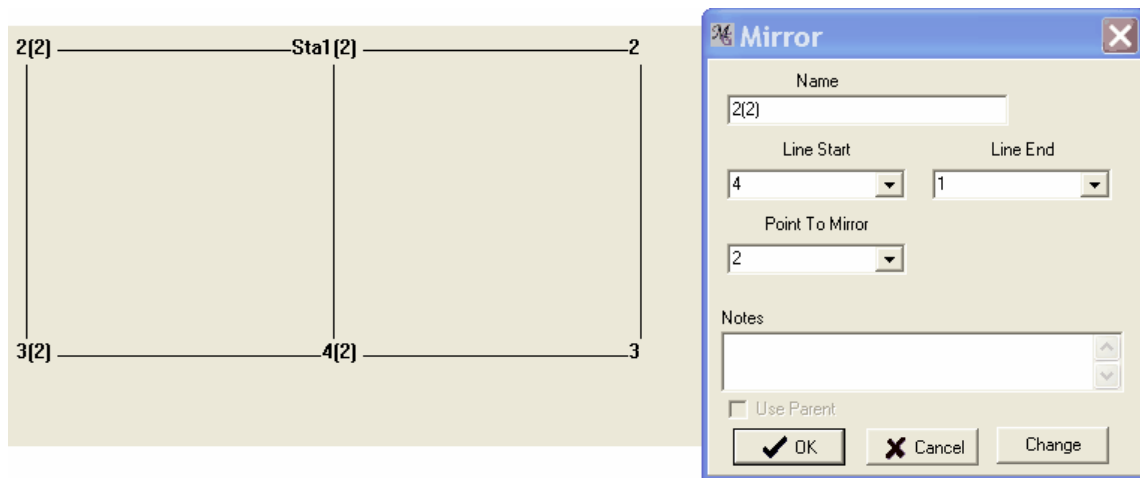 2(2) Sta1(2) 2
3(2) 4(2) 3
Mirror
Name
2(2)
Line Start Line End
4 1
Point To Mirror
2
Notes
Use Parent
OK Cancel Change